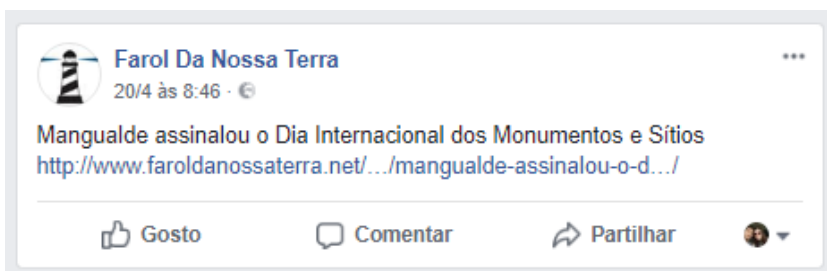 Farol Da Nossa Terra
20/4 às 8:46 ·
Mangualde assinalou o Dia Internacional dos Monumentos e Sítios
http://www.faroldanossaterra.net/.../mangualde-assinalou-o-d.../
Gosto Comentar Partilhar